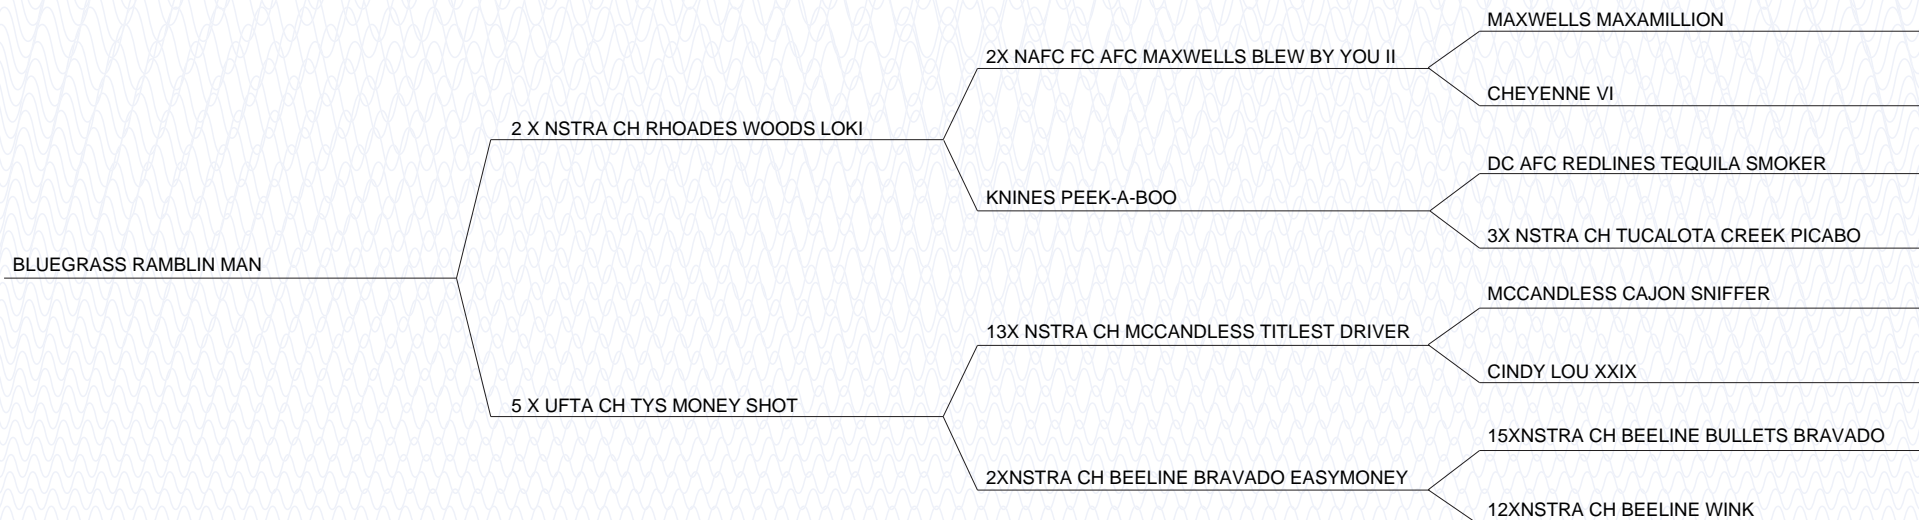 MAXWELLS MAXAMILLION
2X NAFC FC AFC MAXWELLS BLEW BY YOU II
CHEYENNE VI
2 X NSTRA CH RHOADES WOODS LOKI
DC AFC REDLINES TEQUILA SMOKER
KNINES PEEK-A-BOO
3X NSTRA CH TUCALOTA CREEK PICABO
BLUEGRASS RAMBLIN MAN
MCCANDLESS CAJON SNIFFER
13X NSTRA CH MCCANDLESS TITLEST DRIVER
CINDY LOU XXIX
5 X UFTA CH TYS MONEY SHOT
15XNSTRA CH BEELINE BULLETS BRAVADO
2XNSTRA CH BEELINE BRAVADO EASYMONEY
12XNSTRA CH BEELINE WINK